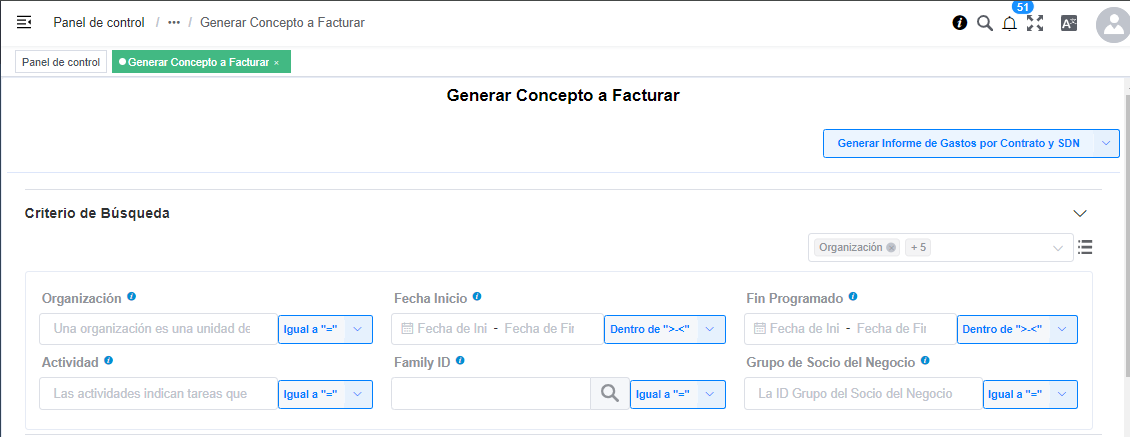 Panel de control / ··· / Generar Concepto a Facturar
51
Panel de control
Generar Concepto a Facturar ×
Generar Concepto a Facturar
Generar Informe de Gastos por Contrato y SDN
Criterio de Búsqueda
Organización + 5
Organización Fecha Inicio Fin Programado
Una organización es una unidad de Igual a "=" Fecha de Ini - Fecha de Fin Dentro de ">-<" Fecha de Ini - Fecha de Fin Dentro de ">-<"
Actividad Family ID Grupo de Socio del Negocio
Las actividades indican tareas que Igual a "=" Igual a "=" La ID Grupo del Socio del Negocio Igual a "="